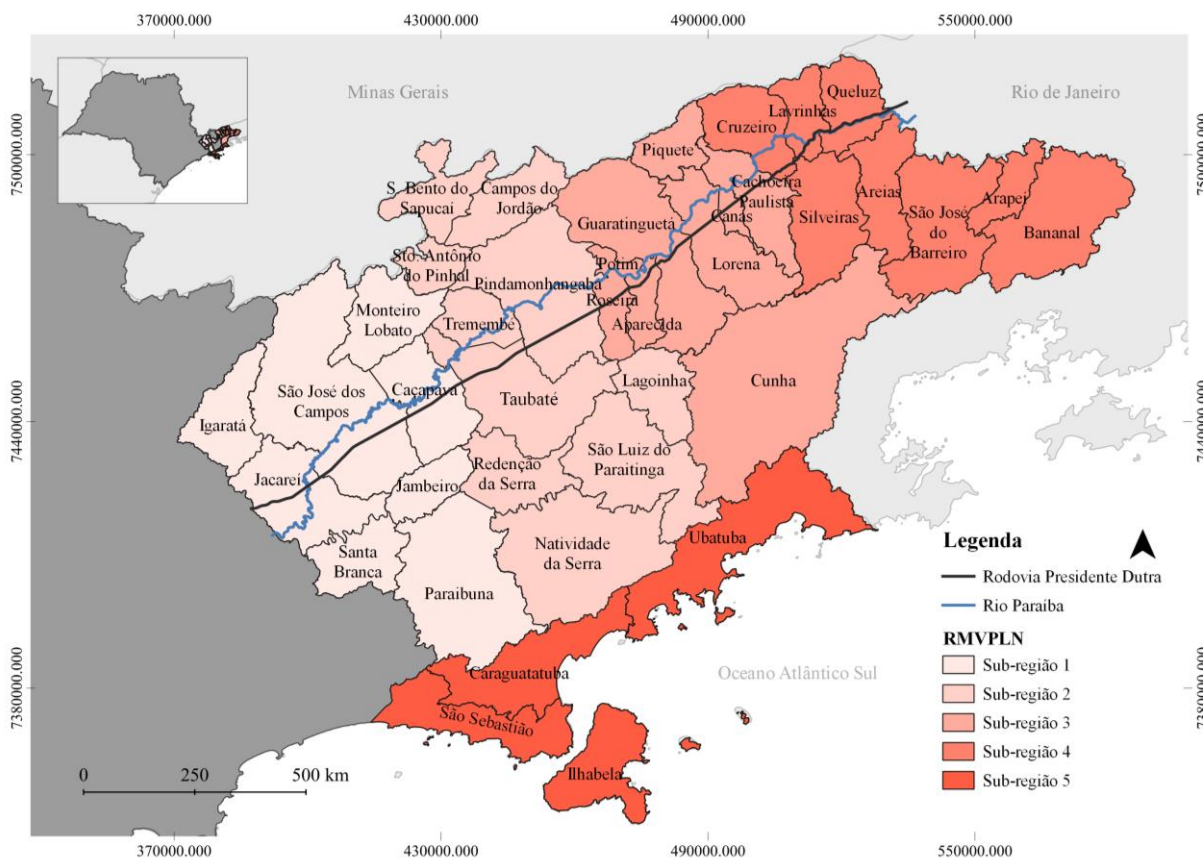 370000.000
430000.000
490000.000
550000.000
7500000.000
7500000.000
Minas Gerais
Rio de Janeiro
Queluz
Lavrinhas
Cruzeiro
Piquete
Cachoeira
Paulista
Canas
Areias
Silveiras
São José
do
Barreiro
Arapeí
Bananal
S. Bento do
Sapucaí
Campos do
Jordão
Guaratinguetá
Sto. Antônio
do Pinhal
Potim
Lorena
Pindamonhangaba
Roseira
Aparecida
Monteiro
Lobato
Tremembé
Cunha
Lagoinha
São José dos
Campos
Caçapava
Taubaté
Igaratá
7440000.000
7440000.000
São Luiz do
Paraitinga
Redenção
da Serra
Jacareí
Jambeiro
Ubatuba
Natividade
da Serra
Santa
Branca
Paraibuna
Legenda
Rodovia Presidente Dutra
Rio Paraíba
RMVPLN
Sub-região 1
Sub-região 2
Sub-região 3
Sub-região 4
Sub-região 5
Caraguatatuba
Oceano Atlântico Sul
7380000.000
7380000.000
São Sebastião
Ilhabela
0 250 500 km
370000.000
430000.000
490000.000
550000.000